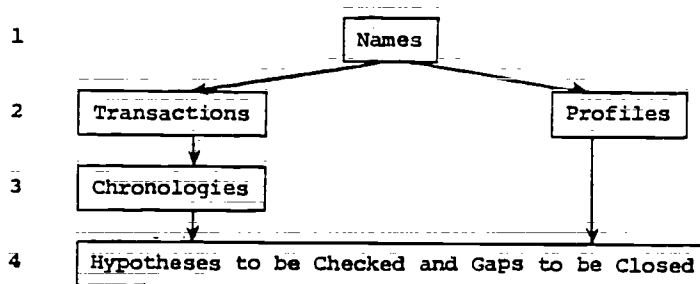 1 Names
2 Transactions Profiles
3 Chronologies
4 Hypotheses to be Checked and Gaps to be Closed